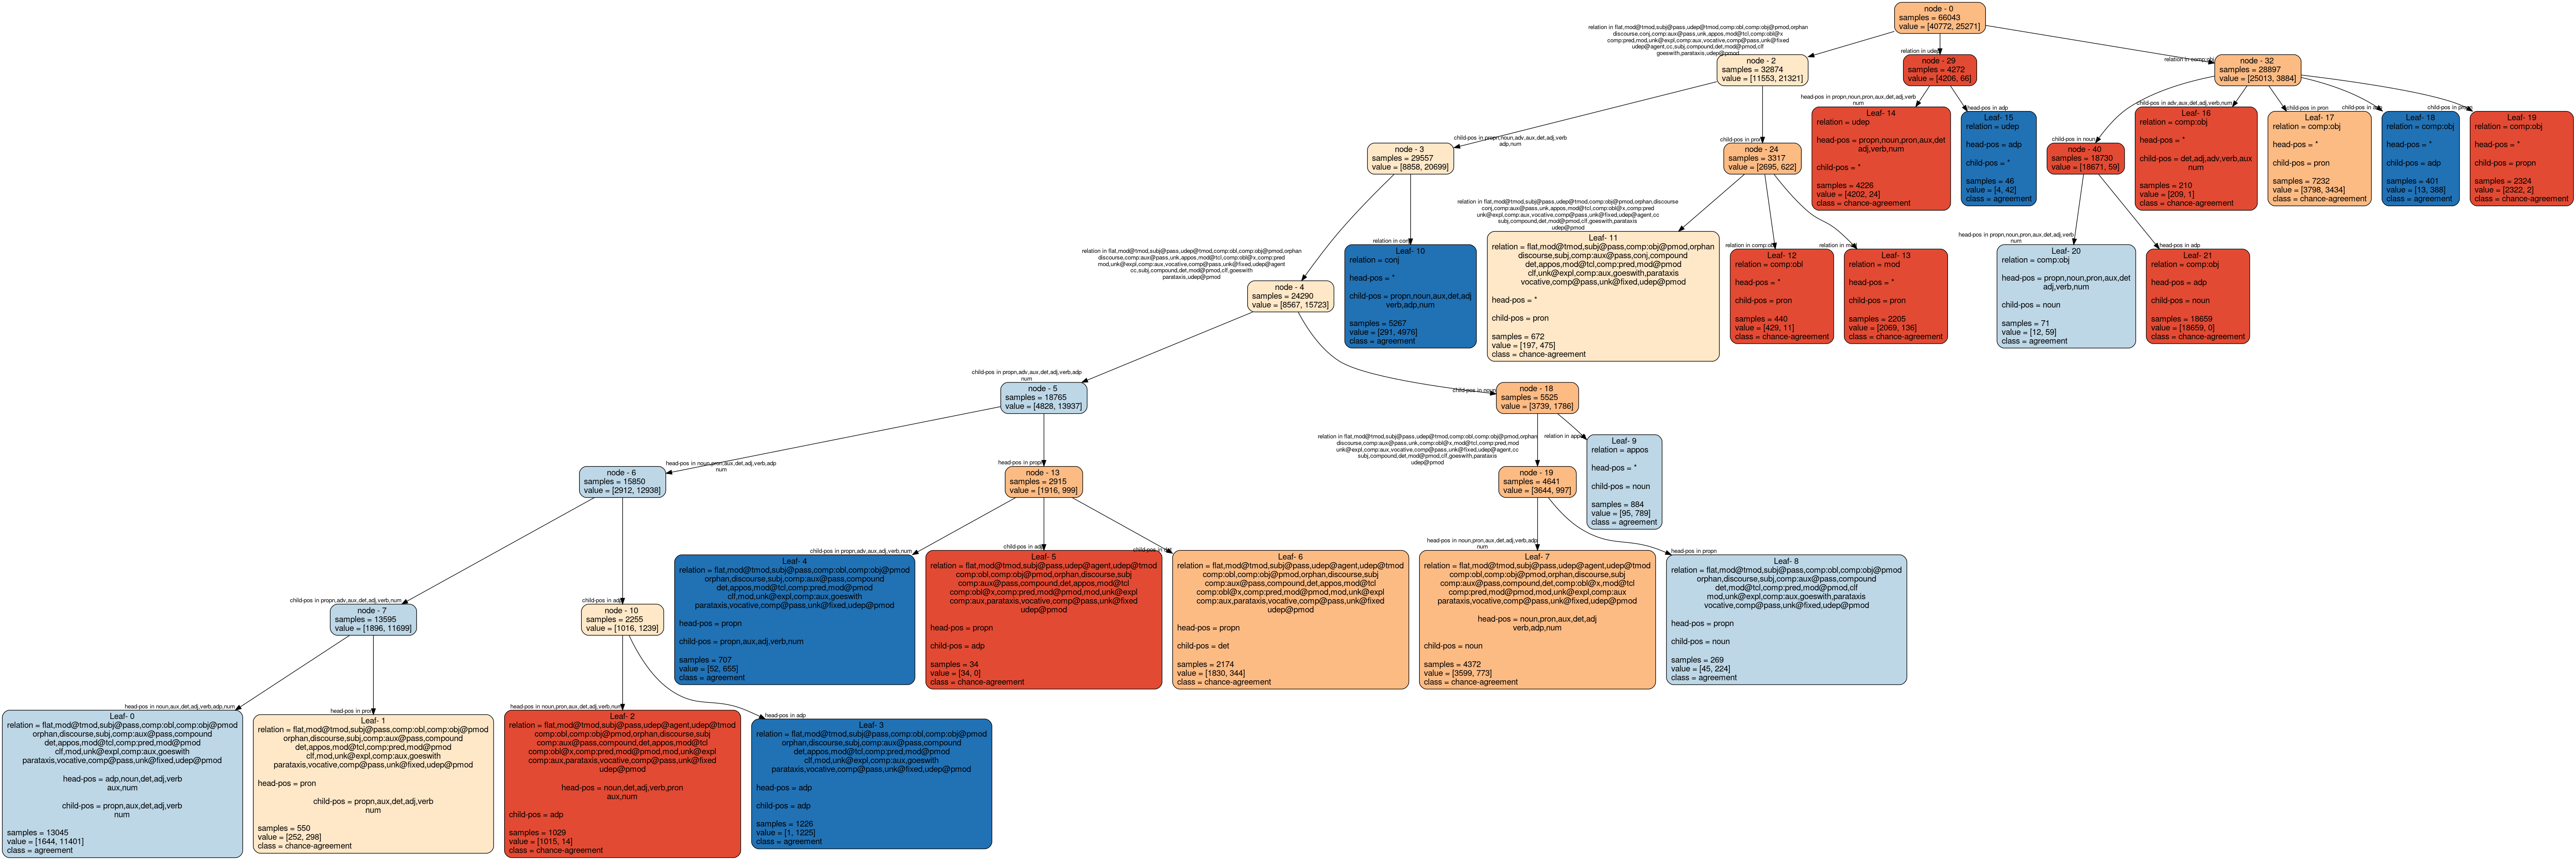 node - 0
samples = 66043
value = [40772, 25271]
relation in flat,mod@tmod,subj@pass,udep@tmod,comp:obl,comp:obj@pmod,orphan
discourse,conj,comp:aux@pass,unk,appos,mod@tcl,comp:obl@x
comp:pred,mod,unk@expl,comp:aux,vocative,comp@pass,unk@fixed
udep@agent,cc,subj,compound,det,mod@pmod,clf
goeswith,parataxis,udep@pmod
node - 2
samples = 32874
value = [11553, 21321]
relation in udep
node - 29
samples = 4272
value = [4206, 66]
relation in comp:obj
node - 32
samples = 28897
value = [25013, 3884]
child-pos in propn,noun,adv,aux,det,adj,verb
adp,num
node - 3
samples = 29557
value = [8858, 20699]
child-pos in pron
node - 24
samples = 3317
value = [2695, 622]
head-pos in propn,noun,pron,aux,det,adj,verb
num
Leaf- 14
relation = udep
head-pos = propn,noun,pron,aux,det
adj,verb,num
child-pos = *
samples = 4226
value = [4202, 24]
class = chance-agreement
head-pos in adp
Leaf- 15
relation = udep
head-pos = adp
child-pos = *
samples = 46
value = [4, 42]
class = agreement
child-pos in noun
node - 40
samples = 18730
value = [18671, 59]
child-pos in adv,aux,det,adj,verb,num
Leaf- 16
relation = comp:obj
head-pos = *
child-pos = det,adj,adv,verb,aux
num
samples = 210
value = [209, 1]
class = chance-agreement
child-pos in pron
Leaf- 17
relation = comp:obj
head-pos = *
child-pos = pron
samples = 7232
value = [3798, 3434]
class = chance-agreement
child-pos in adp
Leaf- 18
relation = comp:obj
head-pos = *
child-pos = adp
samples = 401
value = [13, 388]
class = agreement
child-pos in propn
Leaf- 19
relation = comp:obj
head-pos = *
child-pos = propn
samples = 2324
value = [2322, 2]
class = chance-agreement
relation in flat,mod@tmod,subj@pass,udep@tmod,comp:obl,comp:obj@pmod,orphan
discourse,comp:aux@pass,unk,appos,mod@tcl,comp:obl@x,comp:pred
mod,unk@expl,comp:aux,vocative,comp@pass,unk@fixed,udep@agent
cc,subj,compound,det,mod@pmod,clf,goeswith
parataxis,udep@pmod
node - 4
samples = 24290
value = [8567, 15723]
relation in conj
Leaf- 10
relation = conj
head-pos = *
child-pos = propn,noun,aux,det,adj
verb,adp,num
samples = 5267
value = [291, 4976]
class = agreement
relation in flat,mod@tmod,subj@pass,udep@tmod,comp:obj@pmod,orphan,discourse
conj,comp:aux@pass,unk,appos,mod@tcl,comp:obl@x,comp:pred
unk@expl,comp:aux,vocative,comp@pass,unk@fixed,udep@agent,cc
subj,compound,det,mod@pmod,clf,goeswith,parataxis
udep@pmod
Leaf- 11
relation = flat,mod@tmod,subj@pass,comp:obj@pmod,orphan
discourse,subj,comp:aux@pass,conj,compound
det,appos,mod@tcl,comp:pred,mod@pmod
clf,unk@expl,comp:aux,goeswith,parataxis
vocative,comp@pass,unk@fixed,udep@pmod
head-pos = *
child-pos = pron
samples = 672
value = [197, 475]
class = chance-agreement
relation in comp:obl
Leaf- 12
relation = comp:obl
head-pos = *
child-pos = pron
samples = 440
value = [429, 11]
class = chance-agreement
relation in mod
Leaf- 13
relation = mod
head-pos = *
child-pos = pron
samples = 2205
value = [2069, 136]
class = chance-agreement
head-pos in propn,noun,pron,aux,det,adj,verb
num
Leaf- 20
relation = comp:obj
head-pos = propn,noun,pron,aux,det
adj,verb,num
child-pos = noun
samples = 71
value = [12, 59]
class = agreement
head-pos in adp
Leaf- 21
relation = comp:obj
head-pos = adp
child-pos = noun
samples = 18659
value = [18659, 0]
class = chance-agreement
child-pos in propn,adv,aux,det,adj,verb,adp
num
node - 5
samples = 18765
value = [4828, 13937]
child-pos in noun
node - 18
samples = 5525
value = [3739, 1786]
head-pos in noun,pron,aux,det,adj,verb,adp
num
node - 6
samples = 15850
value = [2912, 12938]
head-pos in propn
node - 13
samples = 2915
value = [1916, 999]
relation in flat,mod@tmod,subj@pass,udep@tmod,comp:obl,comp:obj@pmod,orphan
discourse,comp:aux@pass,unk,comp:obl@x,mod@tcl,comp:pred,mod
unk@expl,comp:aux,vocative,comp@pass,unk@fixed,udep@agent,cc
subj,compound,det,mod@pmod,clf,goeswith,parataxis
udep@pmod
node - 19
samples = 4641
value = [3644, 997]
relation in appos
Leaf- 9
relation = appos
head-pos = *
child-pos = noun
samples = 884
value = [95, 789]
class = agreement
child-pos in propn,adv,aux,det,adj,verb,num
node - 7
samples = 13595
value = [1896, 11699]
child-pos in adp
node - 10
samples = 2255
value = [1016, 1239]
child-pos in propn,adv,aux,adj,verb,num
Leaf- 4
relation = flat,mod@tmod,subj@pass,comp:obl,comp:obj@pmod
orphan,discourse,subj,comp:aux@pass,compound
det,appos,mod@tcl,comp:pred,mod@pmod
clf,mod,unk@expl,comp:aux,goeswith
parataxis,vocative,comp@pass,unk@fixed,udep@pmod
head-pos = propn
child-pos = propn,aux,adj,verb,num
samples = 707
value = [52, 655]
class = agreement
child-pos in adp
Leaf- 5
relation = flat,mod@tmod,subj@pass,udep@agent,udep@tmod
comp:obl,comp:obj@pmod,orphan,discourse,subj
comp:aux@pass,compound,det,appos,mod@tcl
comp:obl@x,comp:pred,mod@pmod,mod,unk@expl
comp:aux,parataxis,vocative,comp@pass,unk@fixed
udep@pmod
head-pos = propn
child-pos = adp
samples = 34
value = [34, 0]
class = chance-agreement
child-pos in det
Leaf- 6
relation = flat,mod@tmod,subj@pass,udep@agent,udep@tmod
comp:obl,comp:obj@pmod,orphan,discourse,subj
comp:aux@pass,compound,det,appos,mod@tcl
comp:obl@x,comp:pred,mod@pmod,mod,unk@expl
comp:aux,parataxis,vocative,comp@pass,unk@fixed
udep@pmod
head-pos = propn
child-pos = det
samples = 2174
value = [1830, 344]
class = chance-agreement
head-pos in noun,pron,aux,det,adj,verb,adp
num
Leaf- 7
relation = flat,mod@tmod,subj@pass,udep@agent,udep@tmod
comp:obl,comp:obj@pmod,orphan,discourse,subj
comp:aux@pass,compound,det,comp:obl@x,mod@tcl
comp:pred,mod@pmod,mod,unk@expl,comp:aux
parataxis,vocative,comp@pass,unk@fixed,udep@pmod
head-pos = noun,pron,aux,det,adj
verb,adp,num
child-pos = noun
samples = 4372
value = [3599, 773]
class = chance-agreement
head-pos in propn
Leaf- 8
relation = flat,mod@tmod,subj@pass,comp:obl,comp:obj@pmod
orphan,discourse,subj,comp:aux@pass,compound
det,mod@tcl,comp:pred,mod@pmod,clf
mod,unk@expl,comp:aux,goeswith,parataxis
vocative,comp@pass,unk@fixed,udep@pmod
head-pos = propn
child-pos = noun
samples = 269
value = [45, 224]
class = agreement
head-pos in noun,aux,det,adj,verb,adp,num
Leaf- 0
relation = flat,mod@tmod,subj@pass,comp:obl,comp:obj@pmod
orphan,discourse,subj,comp:aux@pass,compound
det,appos,mod@tcl,comp:pred,mod@pmod
clf,mod,unk@expl,comp:aux,goeswith
parataxis,vocative,comp@pass,unk@fixed,udep@pmod
head-pos = adp,noun,det,adj,verb
aux,num
child-pos = propn,aux,det,adj,verb
num
samples = 13045
value = [1644, 11401]
class = agreement
head-pos in pron
Leaf- 1
relation = flat,mod@tmod,subj@pass,comp:obl,comp:obj@pmod
orphan,discourse,subj,comp:aux@pass,compound
det,appos,mod@tcl,comp:pred,mod@pmod
clf,mod,unk@expl,comp:aux,goeswith
parataxis,vocative,comp@pass,unk@fixed,udep@pmod
head-pos = pron
child-pos = propn,aux,det,adj,verb
num
samples = 550
value = [252, 298]
class = chance-agreement
head-pos in noun,pron,aux,det,adj,verb,num
Leaf- 2
relation = flat,mod@tmod,subj@pass,udep@agent,udep@tmod
comp:obl,comp:obj@pmod,orphan,discourse,subj
comp:aux@pass,compound,det,appos,mod@tcl
comp:obl@x,comp:pred,mod@pmod,mod,unk@expl
comp:aux,parataxis,vocative,comp@pass,unk@fixed
udep@pmod
head-pos = noun,det,adj,verb,pron
aux,num
child-pos = adp
samples = 1029
value = [1015, 14]
class = chance-agreement
head-pos in adp
Leaf- 3
relation = flat,mod@tmod,subj@pass,comp:obl,comp:obj@pmod
orphan,discourse,subj,comp:aux@pass,compound
det,appos,mod@tcl,comp:pred,mod@pmod
clf,mod,unk@expl,comp:aux,goeswith
parataxis,vocative,comp@pass,unk@fixed,udep@pmod
head-pos = adp
child-pos = adp
samples = 1226
value = [1, 1225]
class = agreement